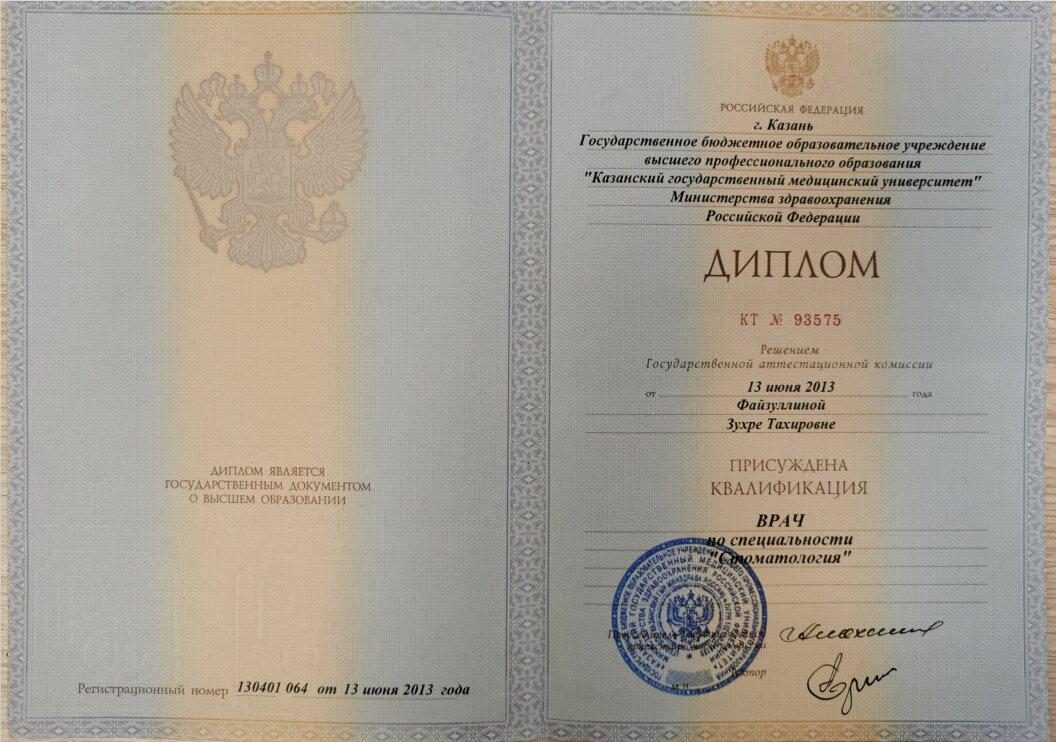 ДИПЛОМ ЯВЛЯЕТСЯ
ГОСУДАРСТВЕННЫМ ДОКУМЕНТОМ
О ВЫСШЕМ ОБРАЗОВАНИИ
Регистрационный номер 130401 064 от 13 июня 2013 года
РОССИЙСКАЯ ФЕДЕРАЦИЯ
г. Казань
Государственное бюджетное образовательное учреждение
высшего профессионального образования
"Казанский государственный медицинский университет"
Министерства здравоохранения
Российской Федерации
ДИПЛОМ
КТ № 93575
Решением
Государственной аттестационной комиссии
от 13 июня 2013 года
Файзуллиной
Зухре Тахировне
ПРИСУЖДЕНА
КВАЛИФИКАЦИЯ
ВРАЧ
по специальности
"Стоматология"